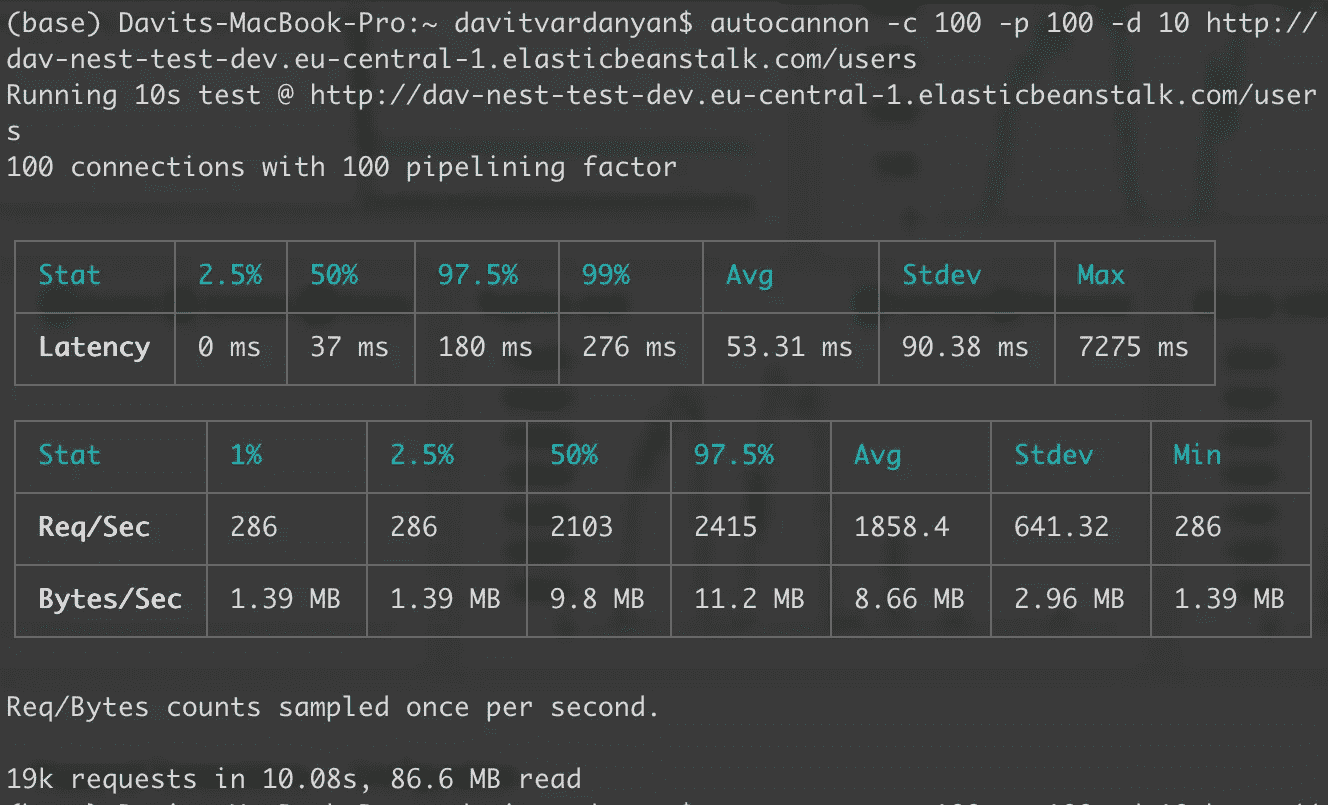 (base) Davits-MacBook-Pro:~ davitvardanyan$ autocannon -c 100 -p 100 -d 10 http://
dav-nest-test-dev.eu-central-1.elasticbeanstalk.com/users
Running 10s test @ http://dav-nest-test-dev.eu-central-1.elasticbeanstalk.com/user
s
100 connections with 100 pipelining factor
Stat 2.5% 50% 97.5% 99% Avg Stdev Max
Latency 0 ms 37 ms 180 ms 276 ms 53.31 ms 90.38 ms 7275 ms
Stat 1% 2.5% 50% 97.5% Avg Stdev Min
Req/Sec 286 286 2103 2415 1858.4 641.32 286
Bytes/Sec 1.39 MB 1.39 MB 9.8 MB 11.2 MB 8.66 MB 2.96 MB 1.39 MB
Req/Bytes counts sampled once per second.
19k requests in 10.08s, 86.6 MB read